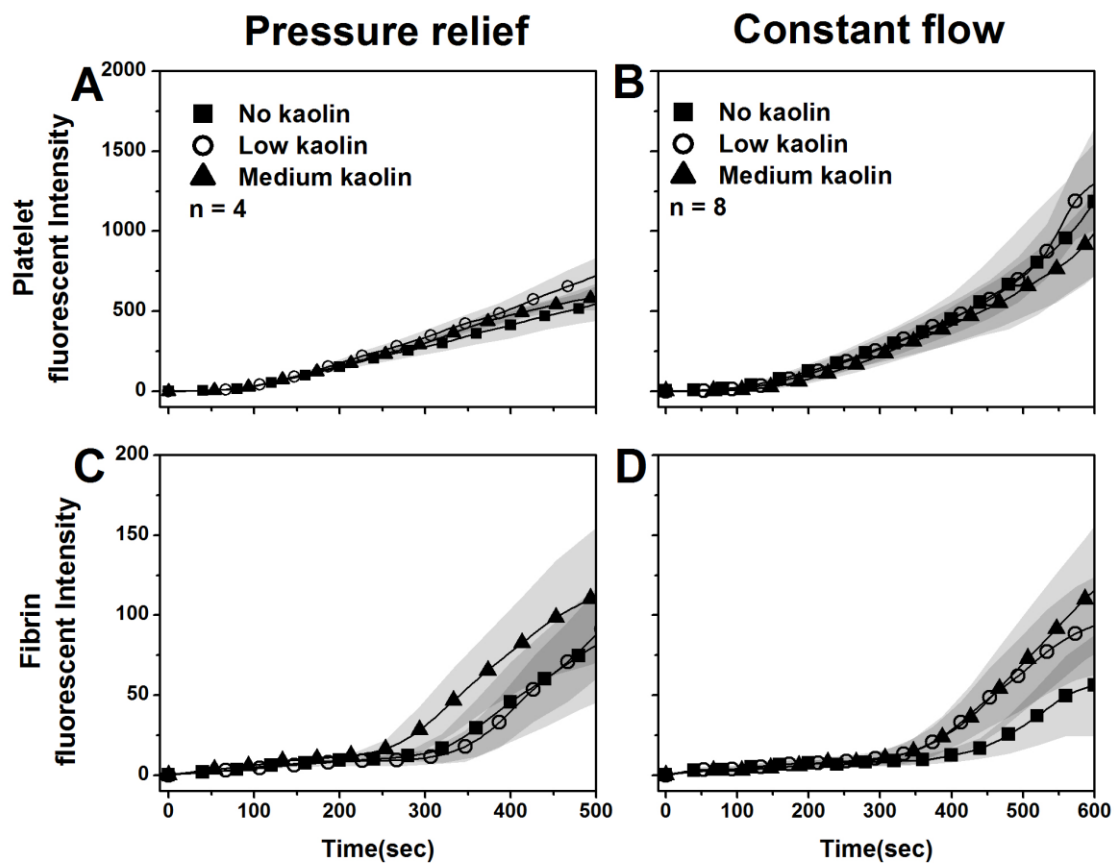 Pressure relief
Constant flow
A
2000
1500
1000
500
0
No kaolin
Low kaolin
Medium kaolin
n = 4
Platelet
fluorescent Intensity
B
No kaolin
Low kaolin
Medium kaolin
n = 8
C
200
150
100
50
0
Fibrin
fluorescent Intensity
0 100 200 300 400 500
Time(sec)
D
0 100 200 300 400 500 600
Time(sec)